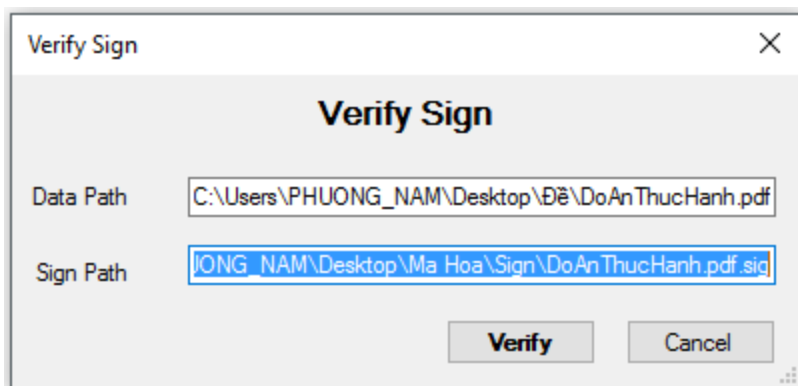 Verify Sign
Verify Sign
Data Path C:\Users\PHUONG_NAM\Desktop\Đề\DoAnThucHanh.pdf
Sign Path JONG_NAM\Desktop\Ma Hoa\Sign\DoAnThucHanh.pdf.sig
Verify Cancel